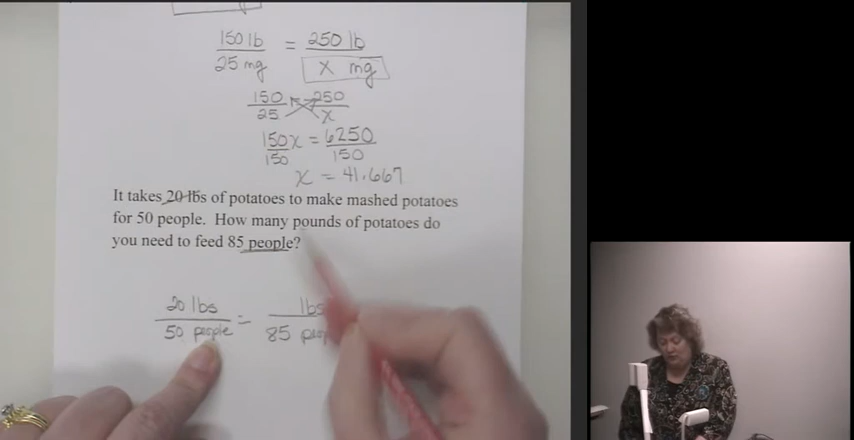 150 lb = 250 lb
25 mg x mg
150 = 250
25 x
150x = 6250
150 150
x = 41.667
It takes 20 lbs of potatoes to make mashed potatoes
for 50 people. How many pounds of potatoes do
you need to feed 85 people?
20 lbs = lbs
50 people 85